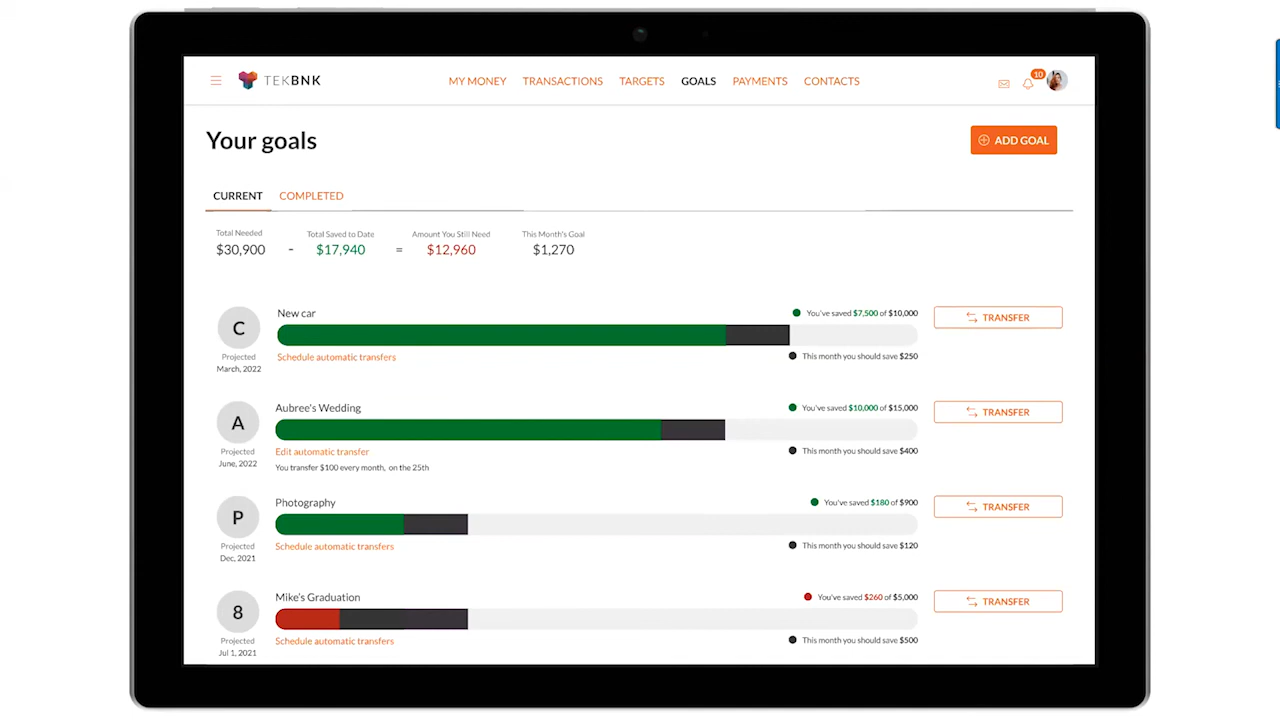 TEKBNK
MY MONEY TRANSACTIONS TARGETS GOALS PAYMENTS CONTACTS
10
Your goals
ADD GOAL
CURRENT COMPLETED
Total Needed Total Saved to Date Amount You Still Need This Month's Goal
$30,900 - $17,940 = $12,960 $1,270
C
Projected
March, 2022
New car
You've saved $7,500 of $10,000
TRANSFER
Schedule automatic transfers
This month you should save $250
A
Projected
June, 2022
Aubree's Wedding
You've saved $10,000 of $15,000
TRANSFER
Edit automatic transfer
This month you should save $400
You transfer $100 every month, on the 25th
P
Projected
Dec, 2021
Photography
You've saved $180 of $900
TRANSFER
Schedule automatic transfers
This month you should save $120
8
Projected
Jul 1, 2021
Mike's Graduation
You've saved $260 of $5,000
TRANSFER
Schedule automatic transfers
This month you should save $500